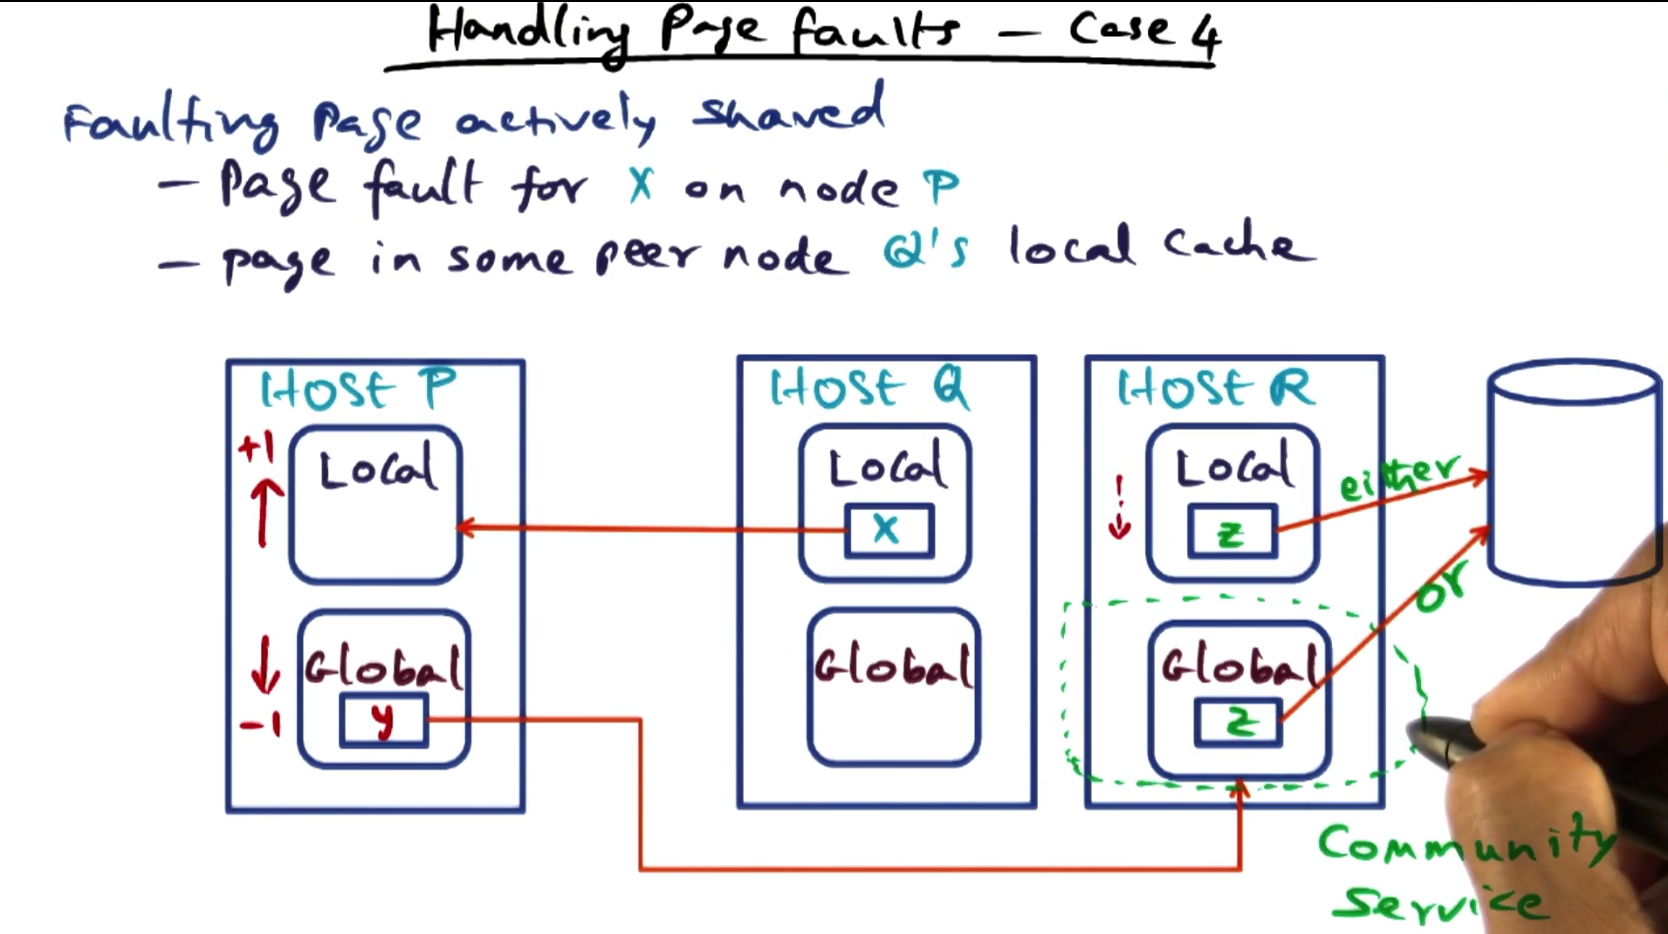 Handling Page faults - Case 4
Faulting Page actively shared
- Page fault for X on node P
- page in some peer node Q's local cache
Host P
Host Q
Host R
+1
Local
Local
X
Local
Z
either
or
-1
Global
y
Global
Global
Z
Community
Service